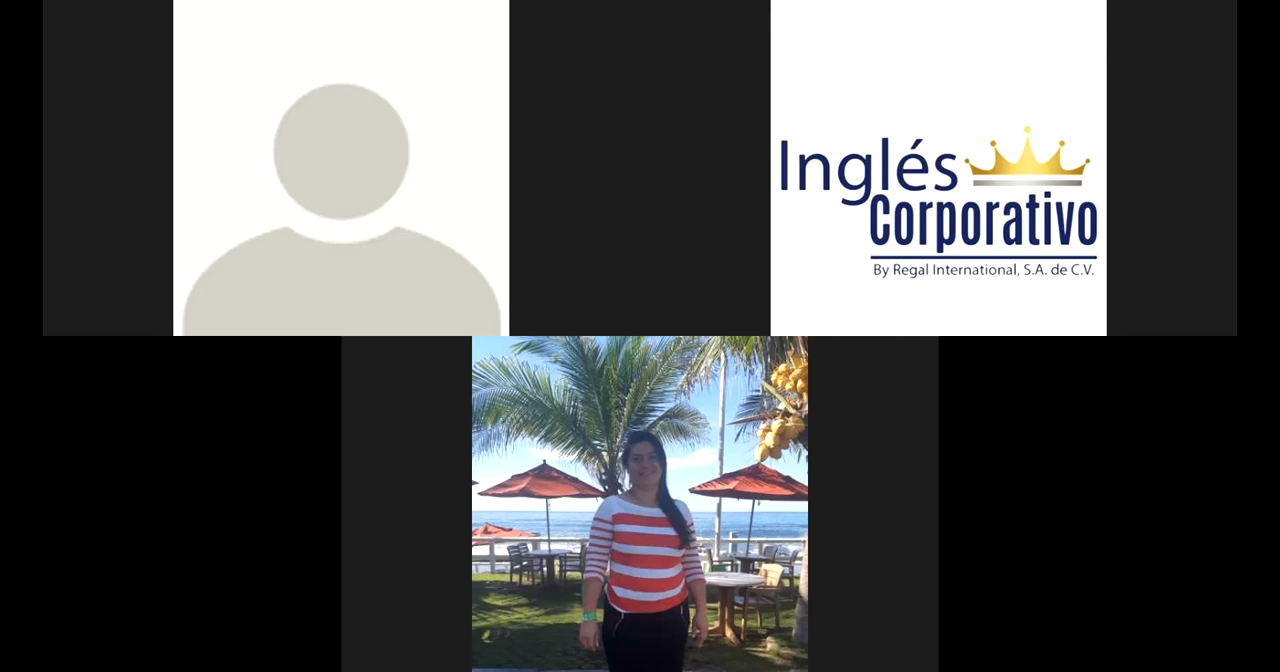 Inglés
Corporativo
By Regal International, S.A. de C.V.